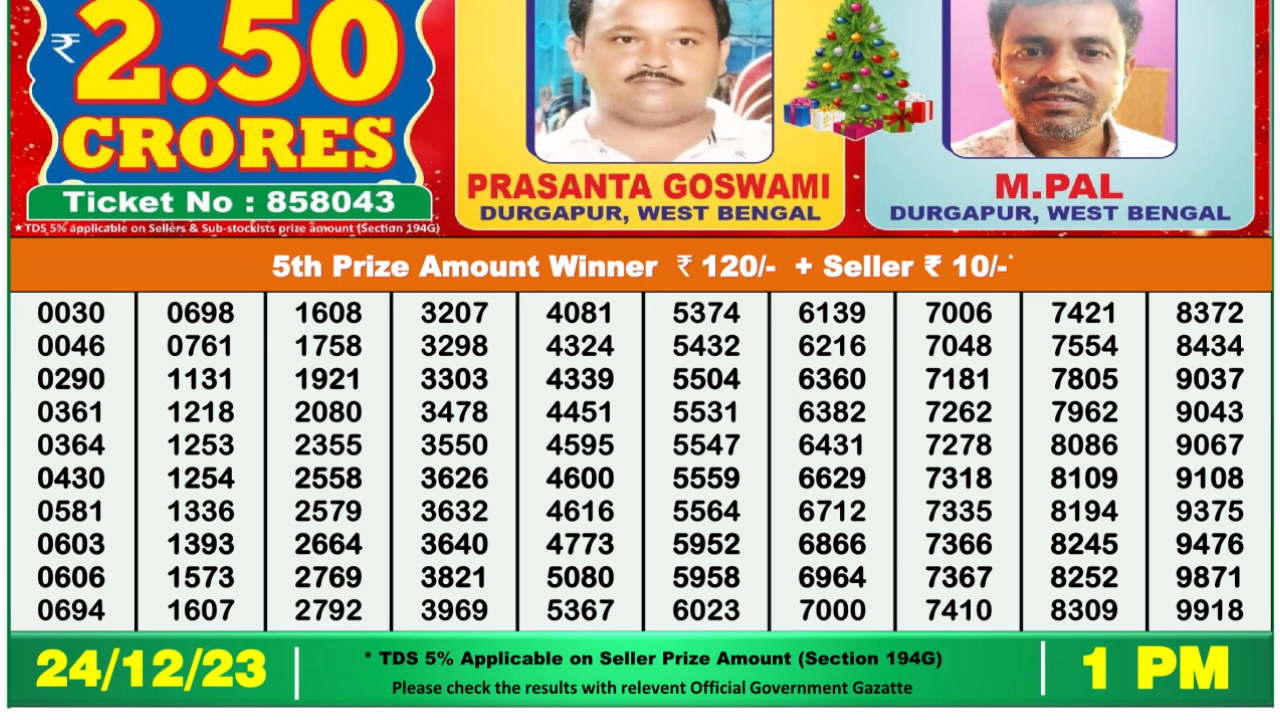 ₹ 2.50
CRORES
Ticket No : 858043
★TDS 5% applicable on Sellers & Sub-stockists prize amount (Section 194G)
PRASANTA GOSWAMI
DURGAPUR, WEST BENGAL
M.PAL
DURGAPUR, WEST BENGAL
5th Prize Amount Winner ₹ 120/- + Seller ₹ 10/-*
0030 0698 1608 3207 4081 5374 6139 7006 7421 8372
0046 0761 1758 3298 4324 5432 6216 7048 7554 8434
0290 1131 1921 3303 4339 5504 6360 7181 7805 9037
0361 1218 2080 3478 4451 5531 6382 7262 7962 9043
0364 1253 2355 3550 4595 5547 6431 7278 8086 9067
0430 1254 2558 3626 4600 5559 6629 7318 8109 9108
0581 1336 2579 3632 4616 5564 6712 7335 8194 9375
0603 1393 2664 3640 4773 5952 6866 7366 8245 9476
0606 1573 2769 3821 5080 5958 6964 7367 8252 9871
0694 1607 2792 3969 5367 6023 7000 7410 8309 9918
24/12/23
* TDS 5% Applicable on Seller Prize Amount (Section 194G)
Please check the results with relevent Official Government Gazatte
1 PM